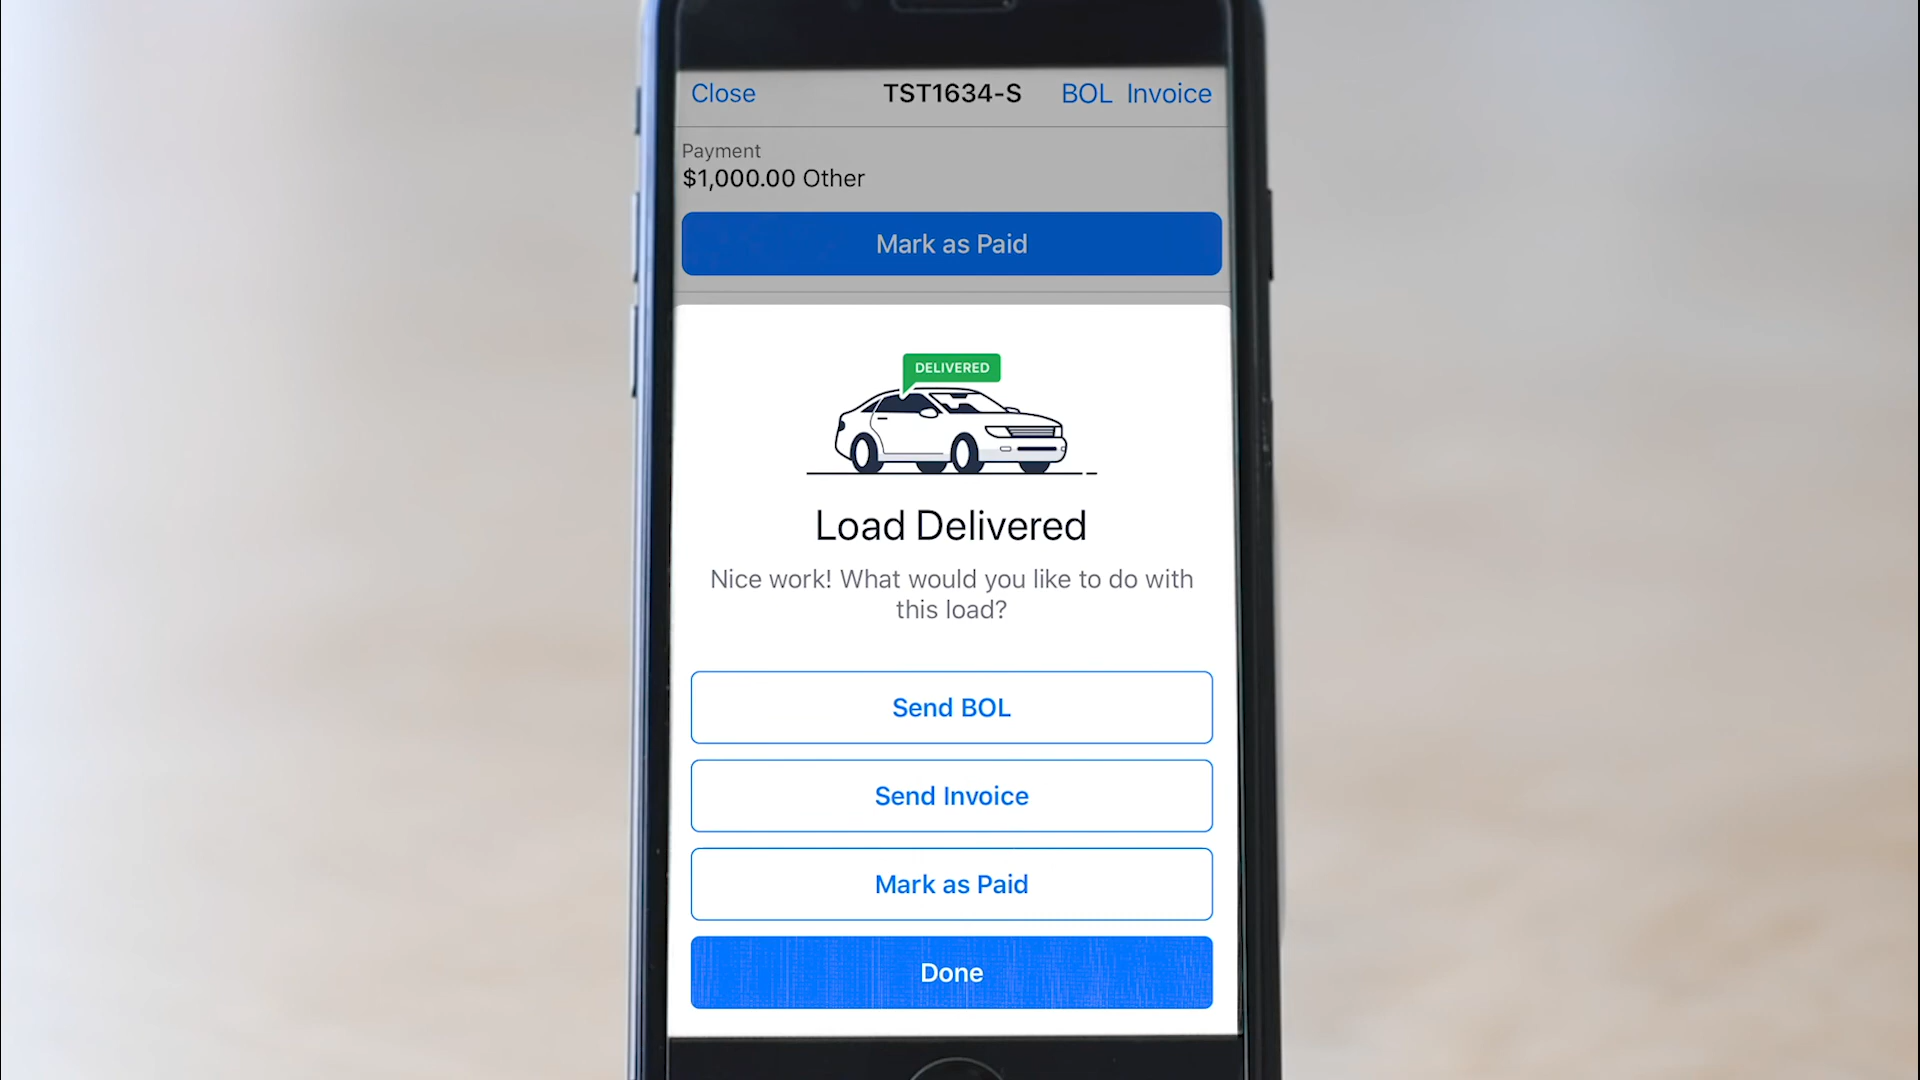 Close TST1634-S BOL Invoice
Payment
$1,000.00 Other
Mark as Paid
DELIVERED
Load Delivered
Nice work! What would you like to do with
this load?
Send BOL
Send Invoice
Mark as Paid
Done